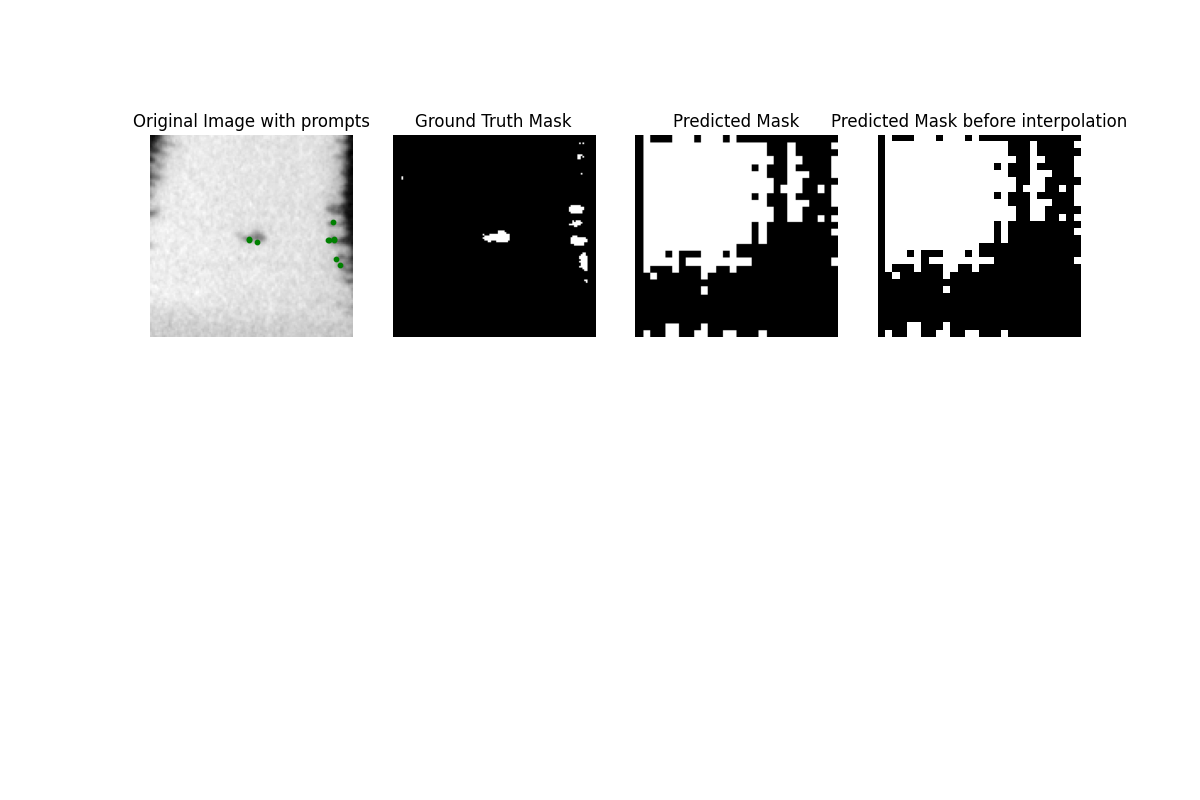 Original Image with prompts
Ground Truth Mask
Predicted Mask
Predicted Mask before interpolation